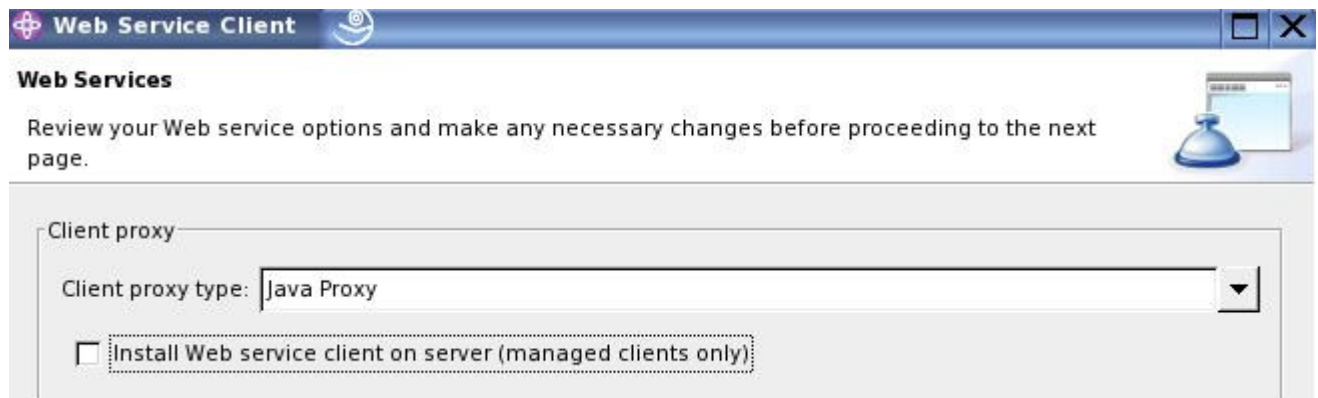 Web Service Client
Web Services
Review your Web service options and make any necessary changes before proceeding to the next
page.
Client proxy
Client proxy type: Java Proxy
Install Web service client on server (managed clients only)